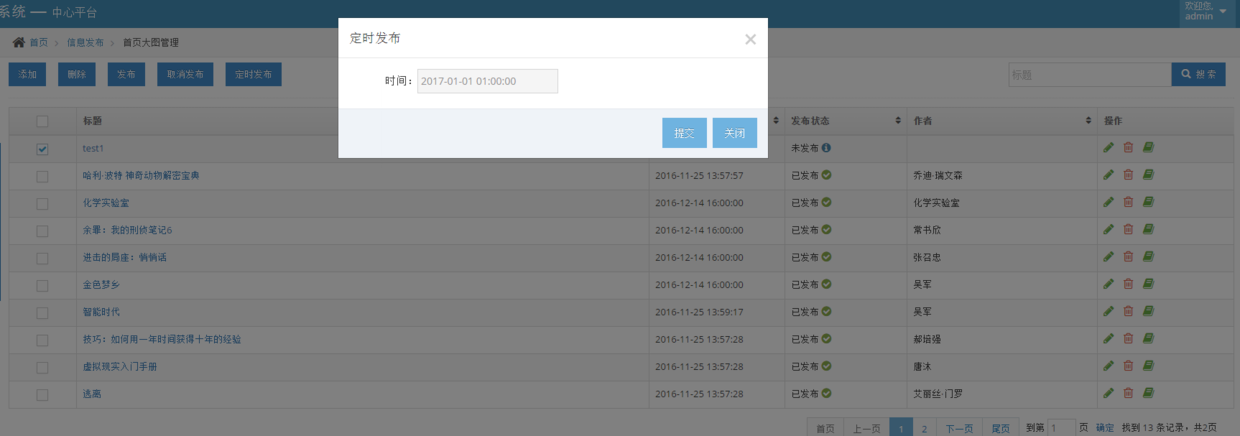 系统 — 中心平台
欢迎您,
admin
首页 > 信息发布 > 首页大图管理
定时发布 ×
时间: 2017-01-01 01:00:00
提交 关闭
添加 删除 发布 取消发布 定时发布 标题 搜索
标题 发布状态 作者 操作
test1 未发布
哈利·波特 神奇动物解密宝典 2016-11-25 13:57:57 已发布 乔迪·瑞文霖
化学实验室 2016-12-14 16:00:00 已发布 化学实验室
余罪：我的刑侦笔记6 2016-12-14 16:00:00 已发布 常书欣
进击的局座：悄悄话 2016-12-14 16:00:00 已发布 张召忠
金色梦乡 2016-12-14 16:00:00 已发布 吴军
智能时代 2016-11-25 13:59:17 已发布 吴军
技巧：如何用一年时间获得十年的经验 2016-11-25 13:57:28 已发布 郝培强
虚拟现实入门手册 2016-11-25 13:57:28 已发布 唐沐
逃离 2016-11-25 13:57:28 已发布 艾丽丝·门罗
首页 上一页 1 2 下一页 尾页 到第 1 页 确定 找到 13 条记录，共2页